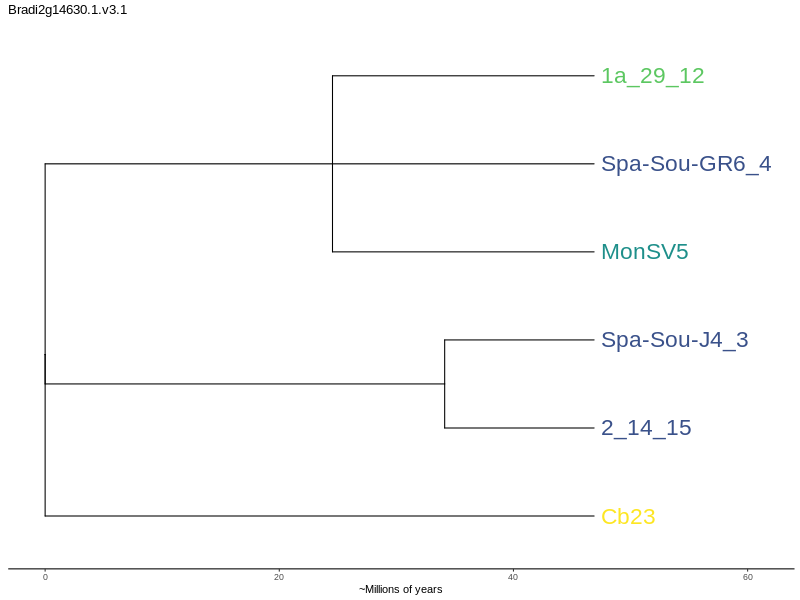 Bradi2g14630.1.v3.1
1a_29_12
Spa-Sou-GR6_4
MonSV5
Spa-Sou-J4_3
2_14_15
Cb23
0 20 40 60
~Millions of years